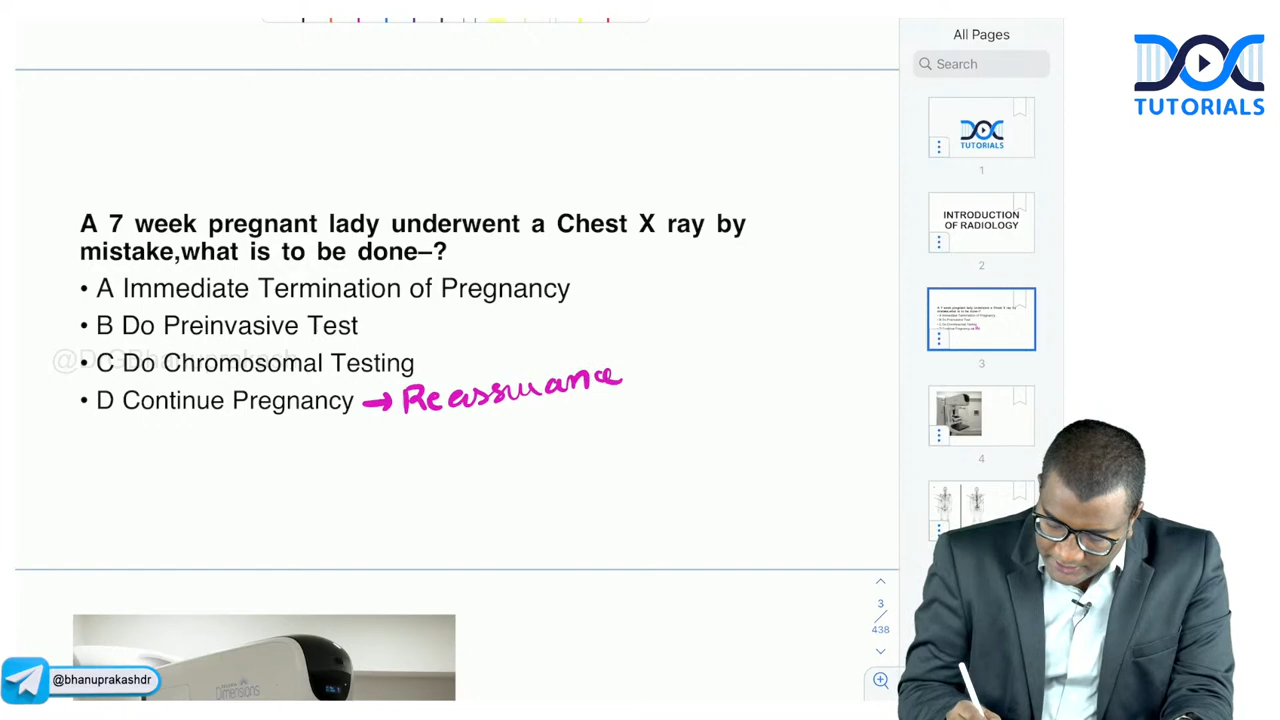 All Pages
Search
TUTORIALS
TUTORIALS
1
A 7 week pregnant lady underwent a Chest X ray by
mistake,what is to be done–?
• A Immediate Termination of Pregnancy
• B Do Preinvasive Test
• C Do Chromosomal Testing
• D Continue Pregnancy → Reassurance
INTRODUCTION
OF RADIOLOGY
2
3
4
3
438
Dimensions
@bhanuprakashdr